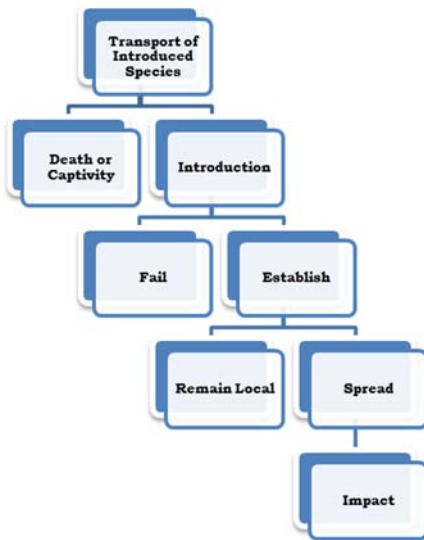 Transport of
Introduced
Species
Death or
Captivity
Introduction
Fail
Establish
Remain Local
Spread
Impact